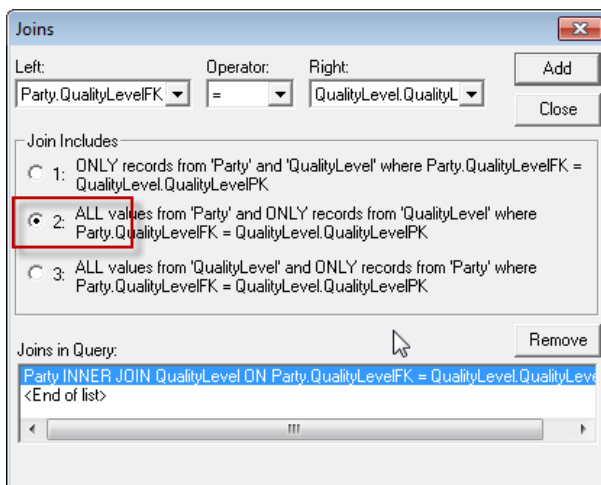 Joins
Left: Operator: Right:
Party.QualityLevelFK = QualityLevel.QualityL
Add
Close
Join Includes
1: ONLY records from 'Party' and 'QualityLevel' where Party.QualityLevelFK =
QualityLevel.QualityLevelPK
2: ALL values from 'Party' and ONLY records from 'QualityLevel' where
Party.QualityLevelFK = QualityLevel.QualityLevelPK
3: ALL values from 'QualityLevel' and ONLY records from 'Party' where
Party.QualityLevelFK = QualityLevel.QualityLevelPK
Remove
Joins in Query:
Party INNER JOIN QualityLevel ON Party.QualityLevelFK = QualityLevel.QualityLeve
<End of list>